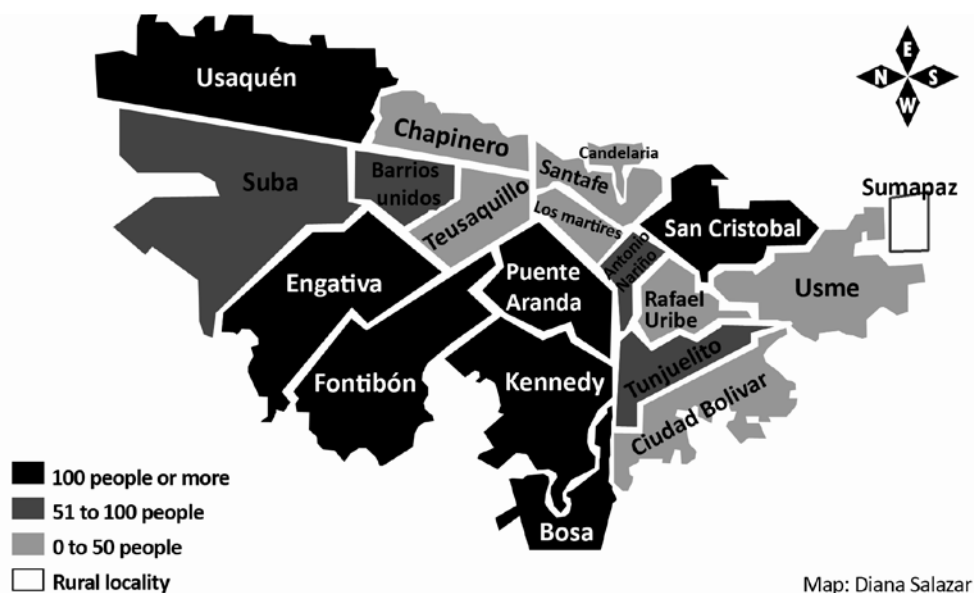 E
N
S
W
Usaquén
Chapinero
Candelaria
Santafe
Sumapaz
Suba
Barrios
unidos
Teusaquillo
Los martires
San Cristobal
Antonio
Nariño
Engativa
Puente
Aranda
Rafael
Uribe
Usme
Fontibón
Kennedy
Tunjuelito
Ciudad Bolivar
Bosa
100 people or more
51 to 100 people
0 to 50 people
Rural locality
Map: Diana Salazar